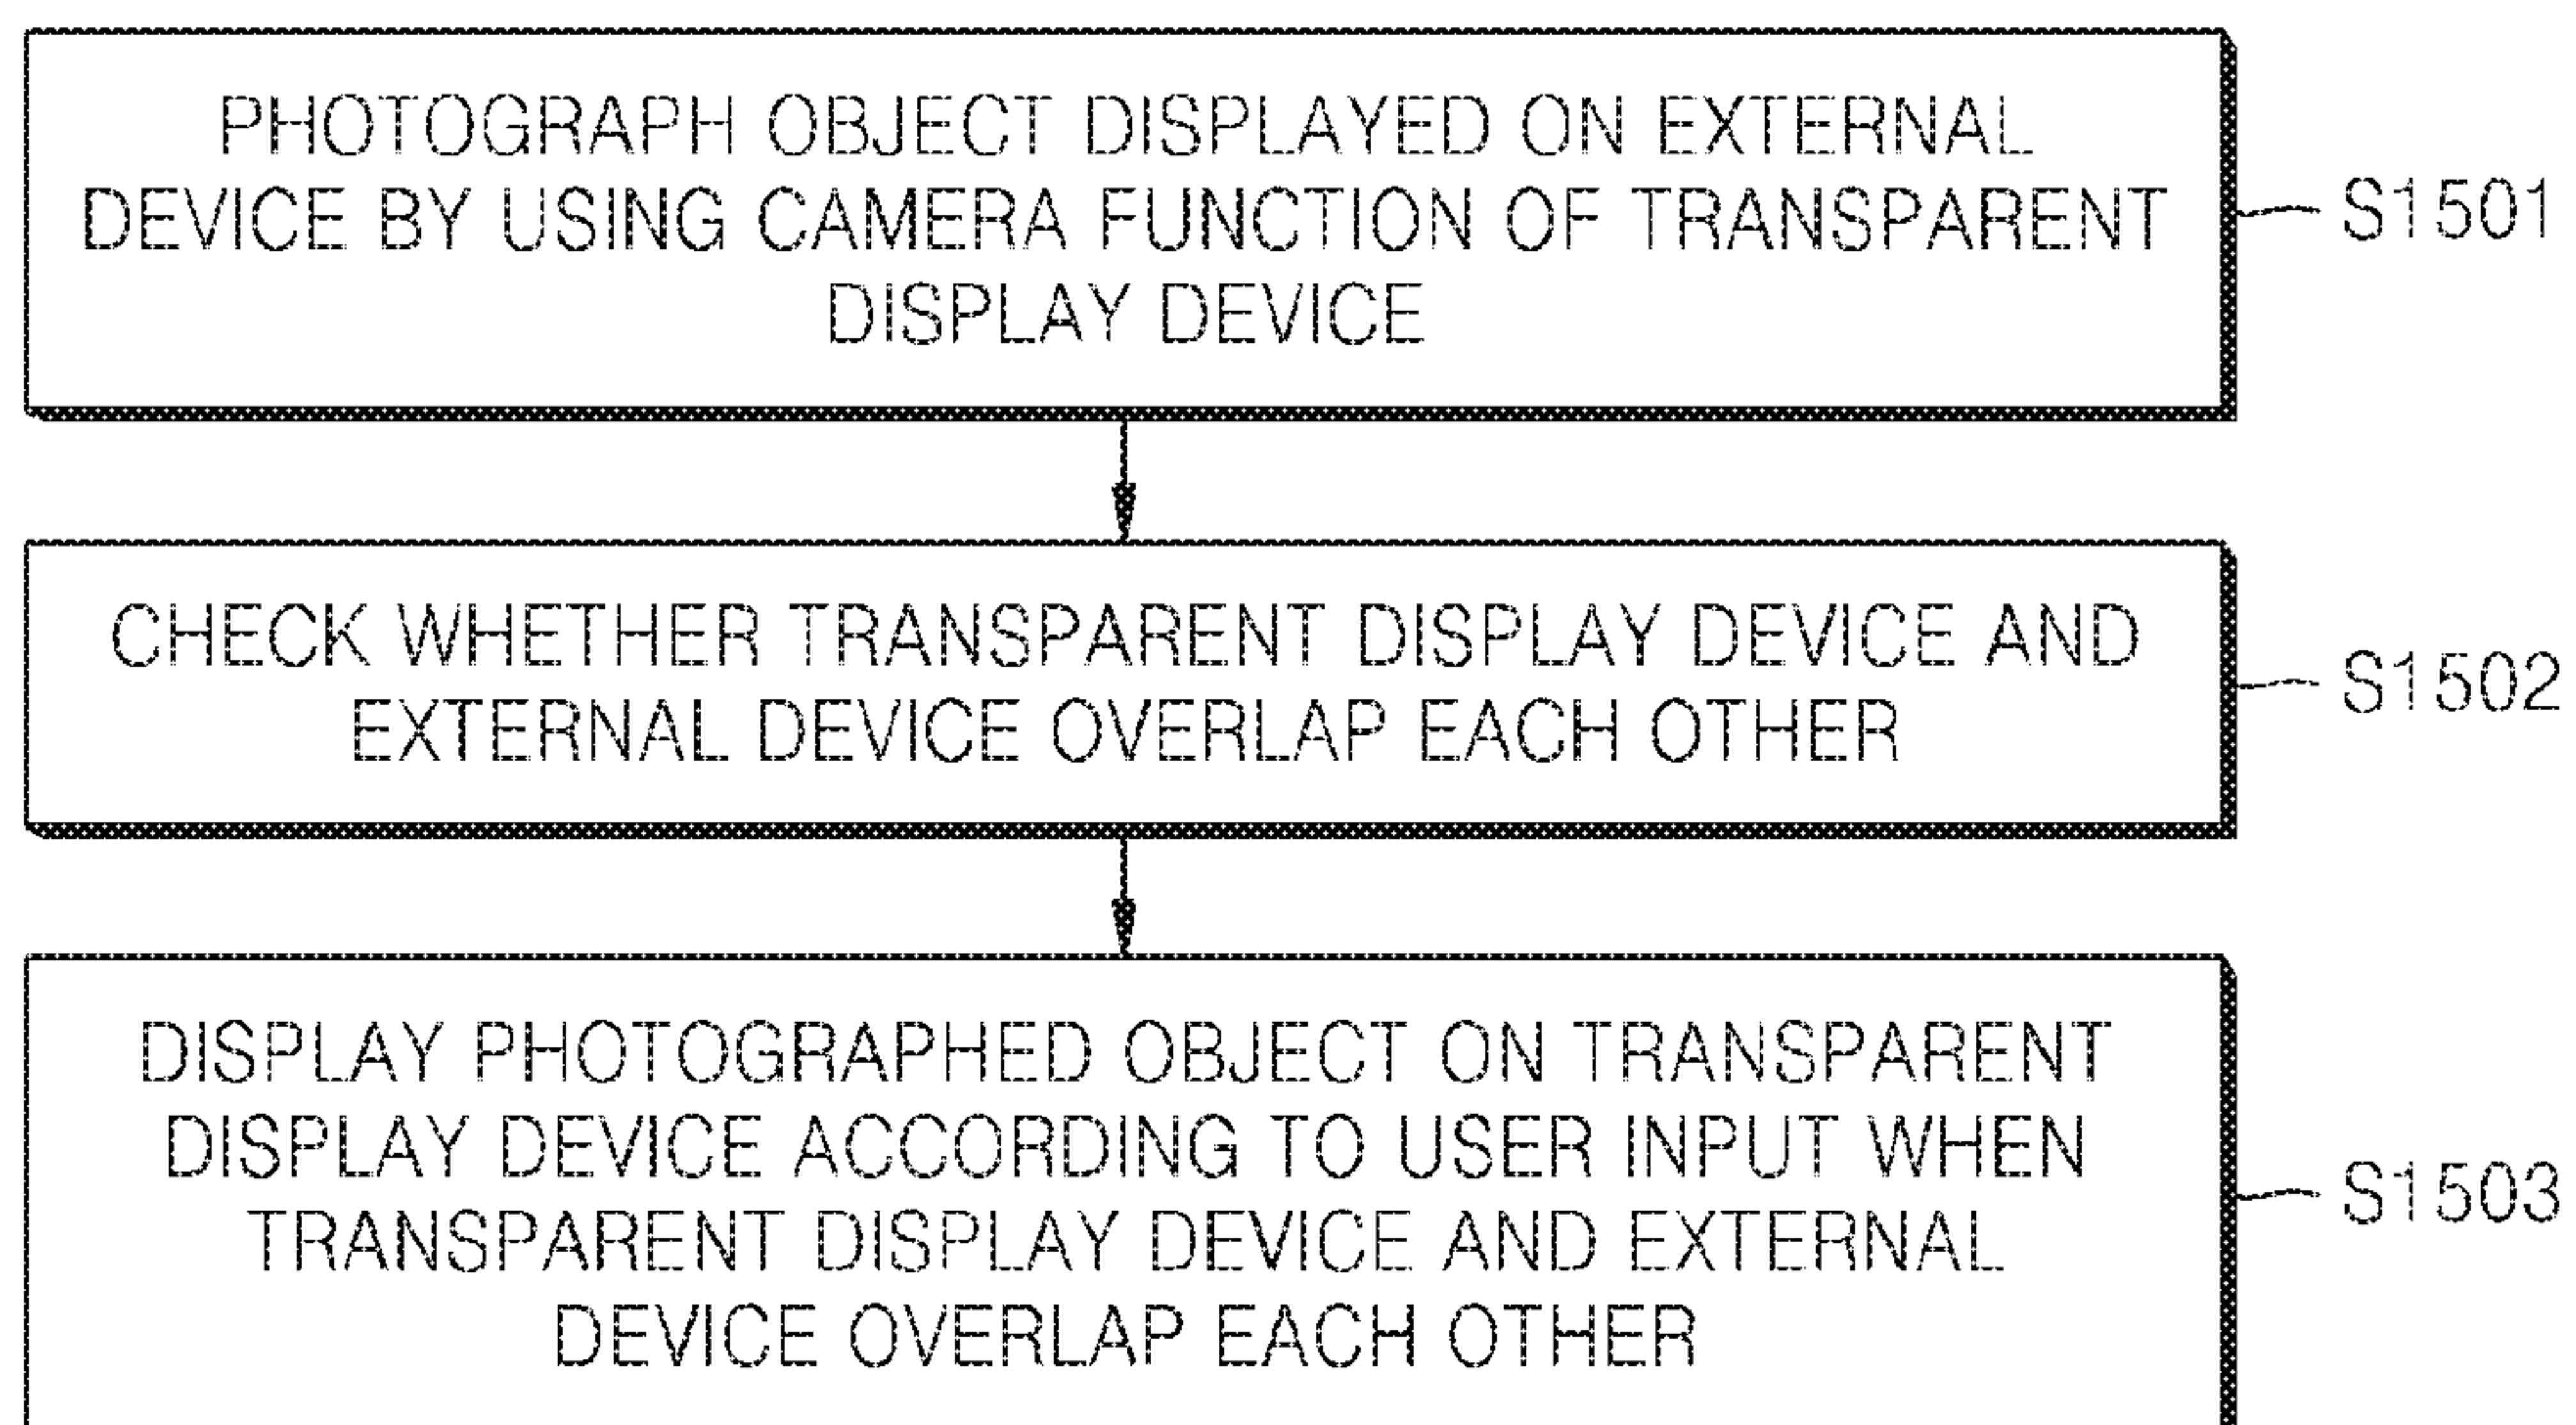 PHOTOGRAPH OBJECT DISPLAYED ON EXTERNAL
DEVICE BY USING CAMERA FUNCTION OF TRANSPARENT
DISPLAY DEVICE
S1501
CHECK WHETHER TRANSPARENT DISPLAY DEVICE AND
EXTERNAL DEVICE OVERLAP EACH OTHER
S1502
DISPLAY PHOTOGRAPHED OBJECT ON TRANSPARENT
DISPLAY DEVICE ACCORDING TO USER INPUT WHEN
TRANSPARENT DISPLAY DEVICE AND EXTERNAL
DEVICE OVERLAP EACH OTHER
S1503